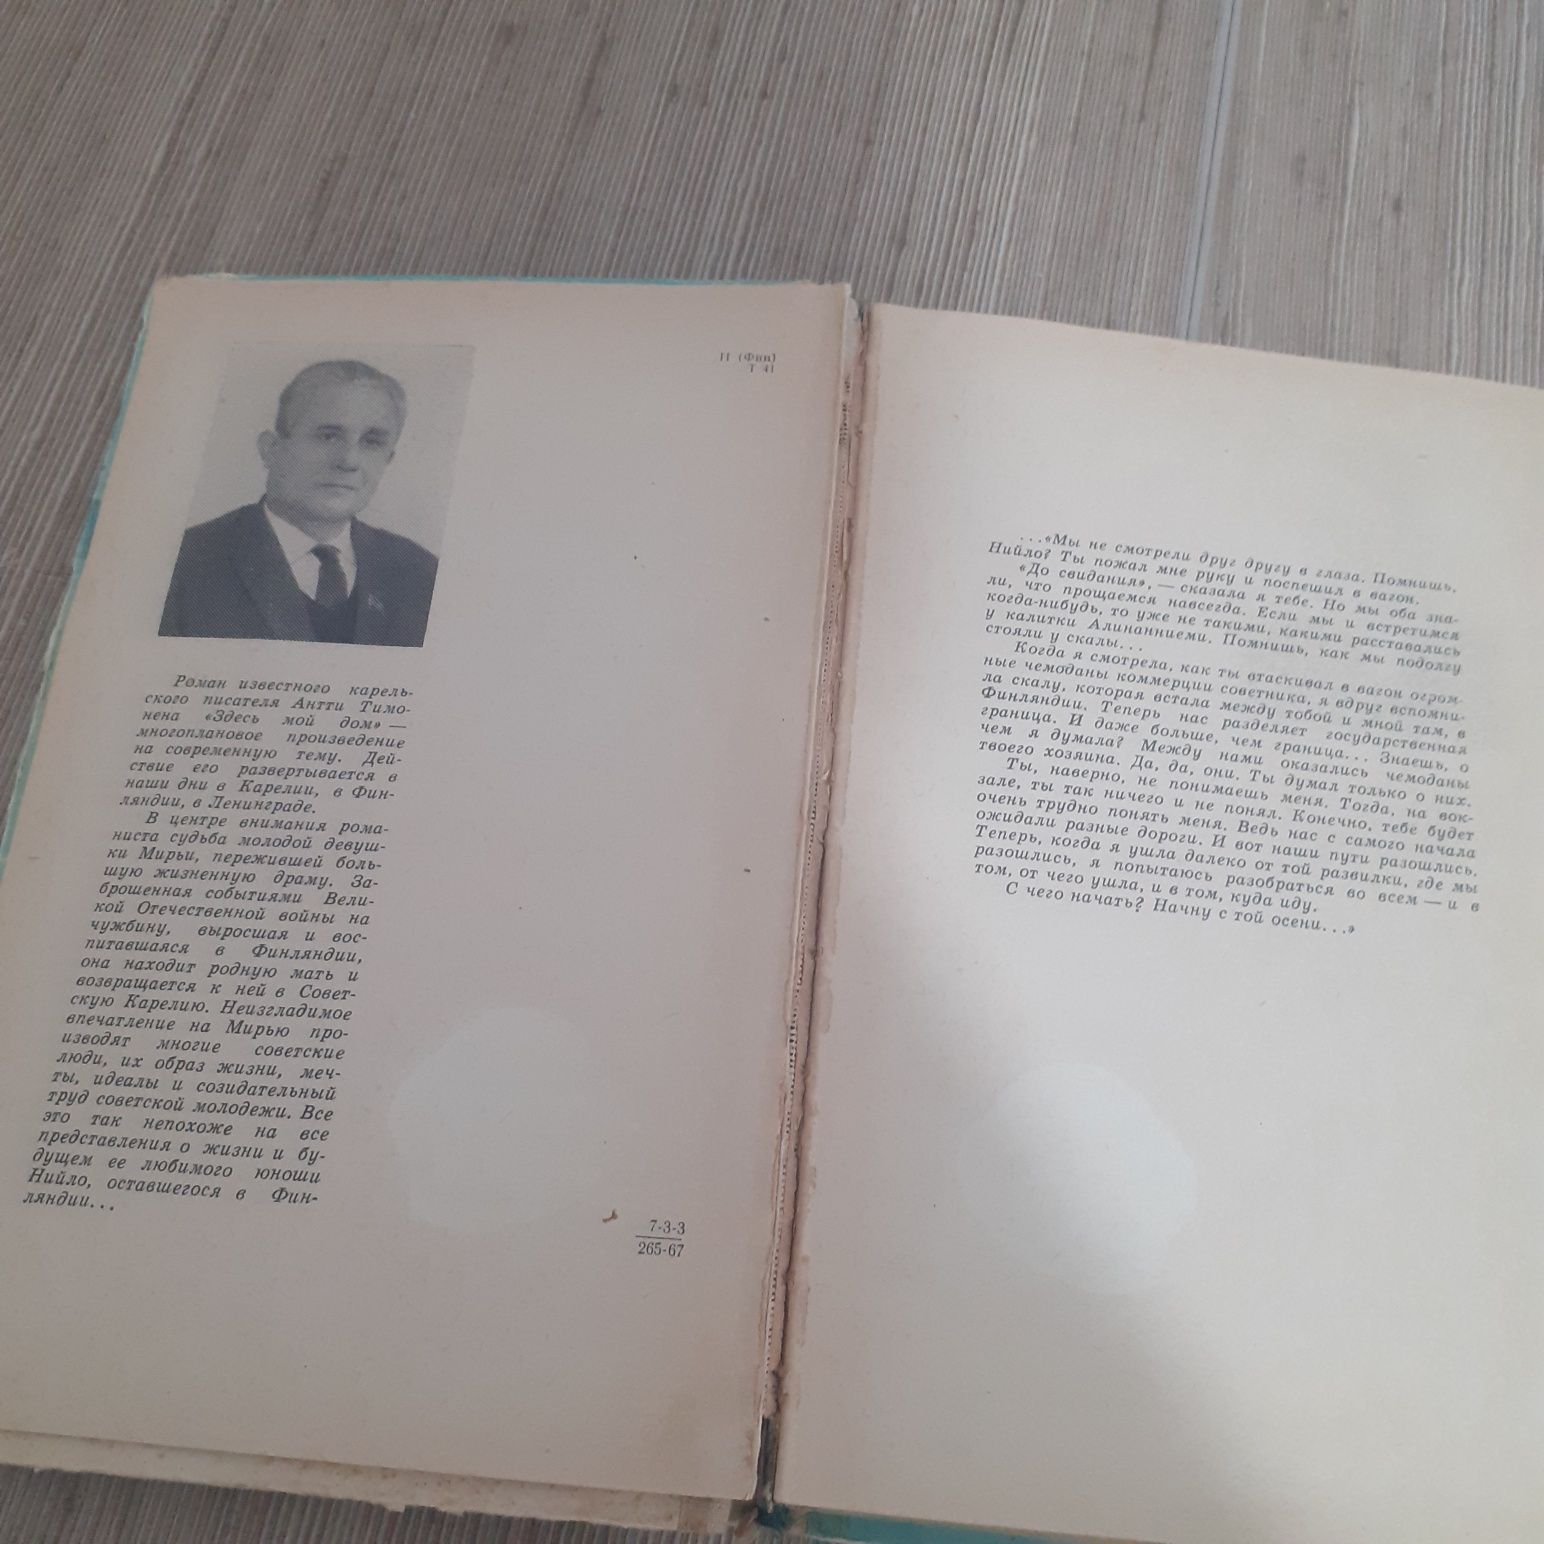 И (Фин)
Т 41
Роман известного карель-
ского писателя Антти Тимо-
нена «Здесь мой дом» —
многоплановое произведение
на современную тему. Дей-
ствие его развертывается в
наши дни в Карелии, в Фин-
ляндии, в Ленинграде.
В центре внимания рома-
ниста судьба молодой девуш-
ки Мирьи, пережившей боль-
шую жизненную драму. За-
брошенная событиями Вели-
кой Отечественной войны на
чужбину, выросшая и вос-
питавшаяся в Финляндии,
она находит родную мать и
возвращается к ней в Совет-
скую Карелию. Неизгладимое
впечатление на Мирью про-
изводят многие советские
люди, их образ жизни, меч-
ты, идеалы и созидательный
труд советской молодежи. Все
это так непохоже на все
представления о жизни и бу-
дущем ее любимого юноши
Нийло, оставшегося в Фин-
ляндии...
7-3-3
265-67
...«Мы не смотрели друг другу в глаза. Помнишь,
Нийло? Ты пожал мне руку и поспешил в вагон.
«До свидания», — сказала я тебе. Но мы оба зна-
ли, что прощаемся навсегда. Если мы и встретимся
когда-нибудь, то уже не такими, какими расставались
у калитки Алинанниеми. Помнишь, как мы подолгу
стояли у скалы...
Когда я смотрела, как ты втаскивал в вагон огром-
ные чемоданы коммерции советника, я вдруг вспомни-
ла скалу, которая встала между тобой и мной там, в
Финляндии. Теперь нас разделяет государственная
граница. И даже больше, чем граница... Знаешь, о
чем я думала? Между нами оказались чемоданы
твоего хозяина. Да, да, они. Ты думал только о них.
Ты, наверно, не понимаешь меня. Тогда, на вок-
зале, ты так ничего и не понял. Конечно, тебе будет
очень трудно понять меня. Ведь нас с самого начала
ожидали разные дороги. И вот наши пути разошлись.
Теперь, когда я ушла далеко от той развилки, где мы
разошлись, я попытаюсь разобраться во всем — и в
том, от чего ушла, и в том, куда иду.
С чего начать? Начну с той осени...»